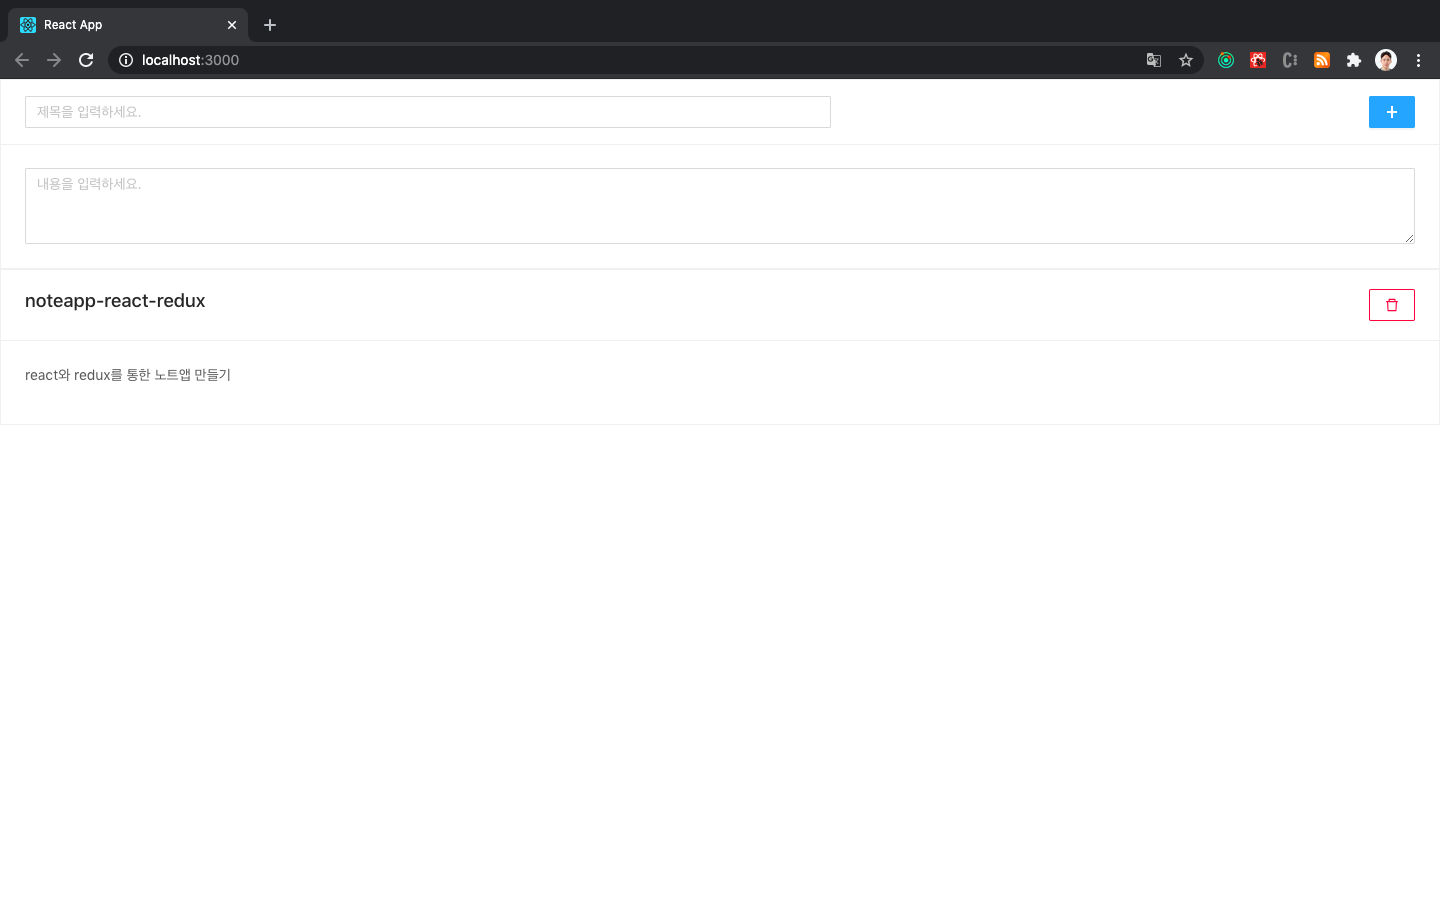 React App
localhost:3000
제목을 입력하세요.
내용을 입력하세요.
noteapp-react-redux
react와 redux를 통한 노트앱 만들기